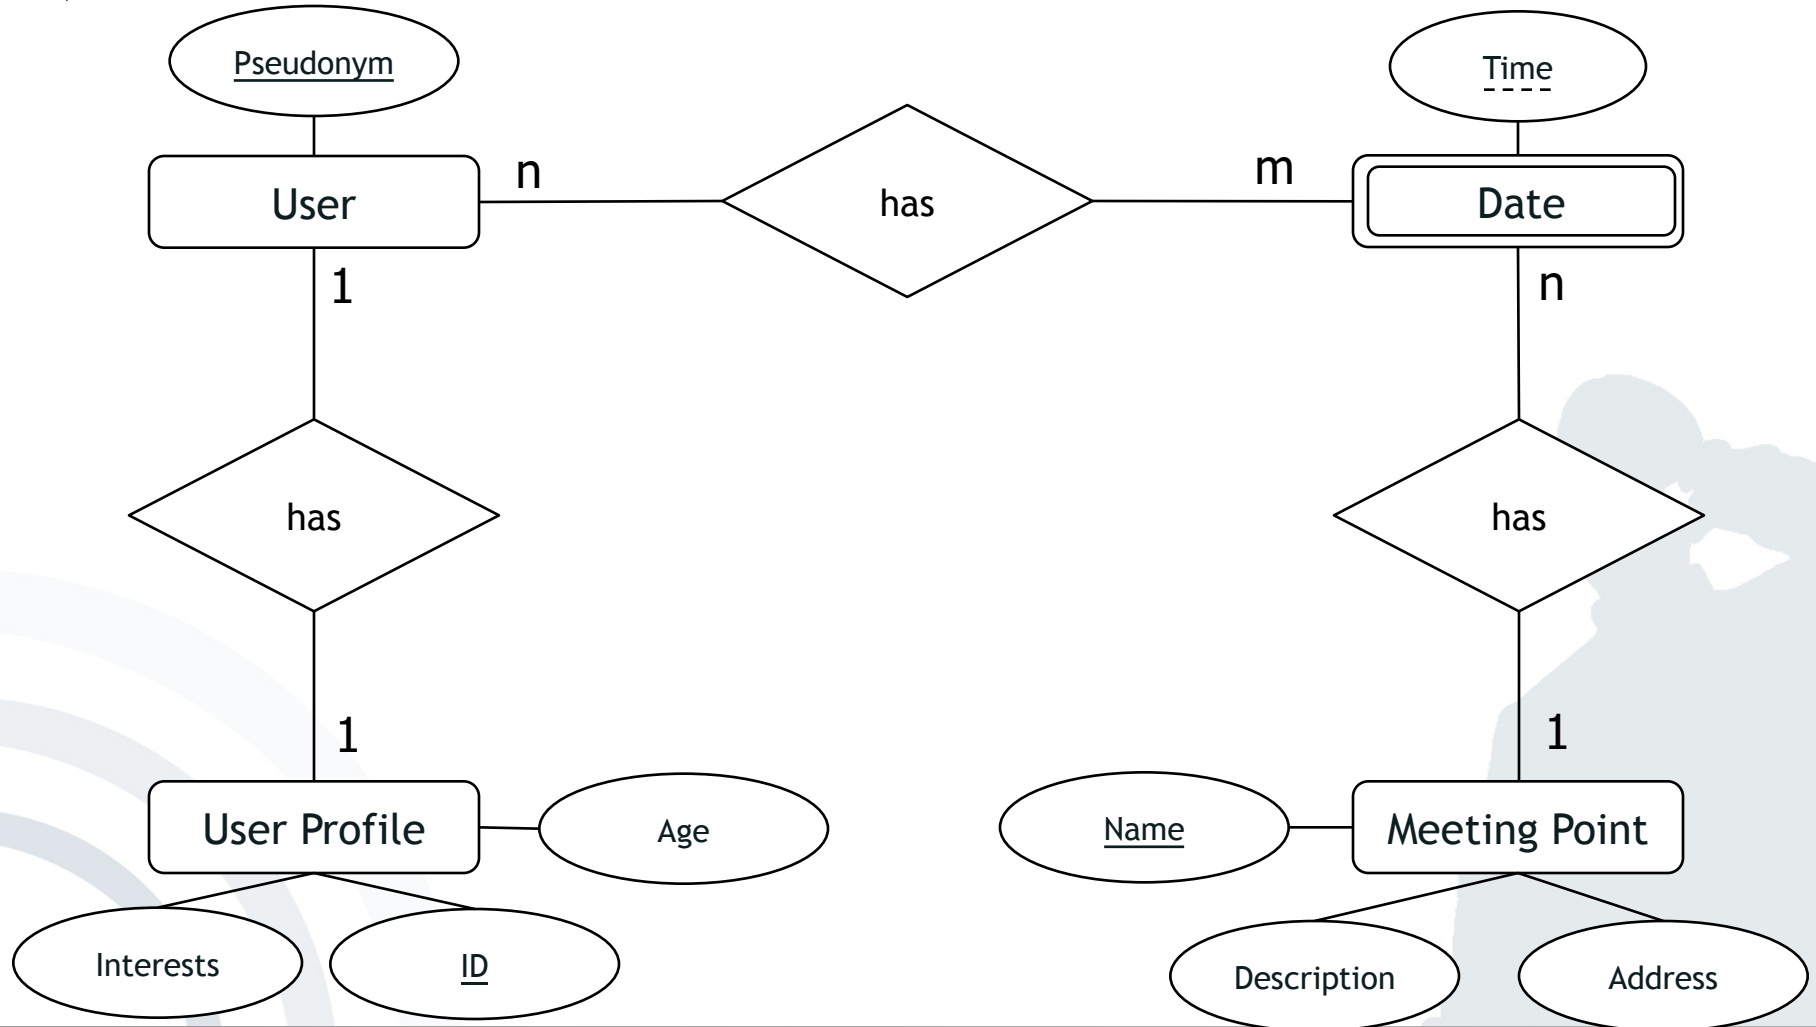 Pseudonym
Time
User
n
has
m
Date
1
n
has
has
1
1
User Profile
Age
Name
Meeting Point
Interests
ID
Description
Address